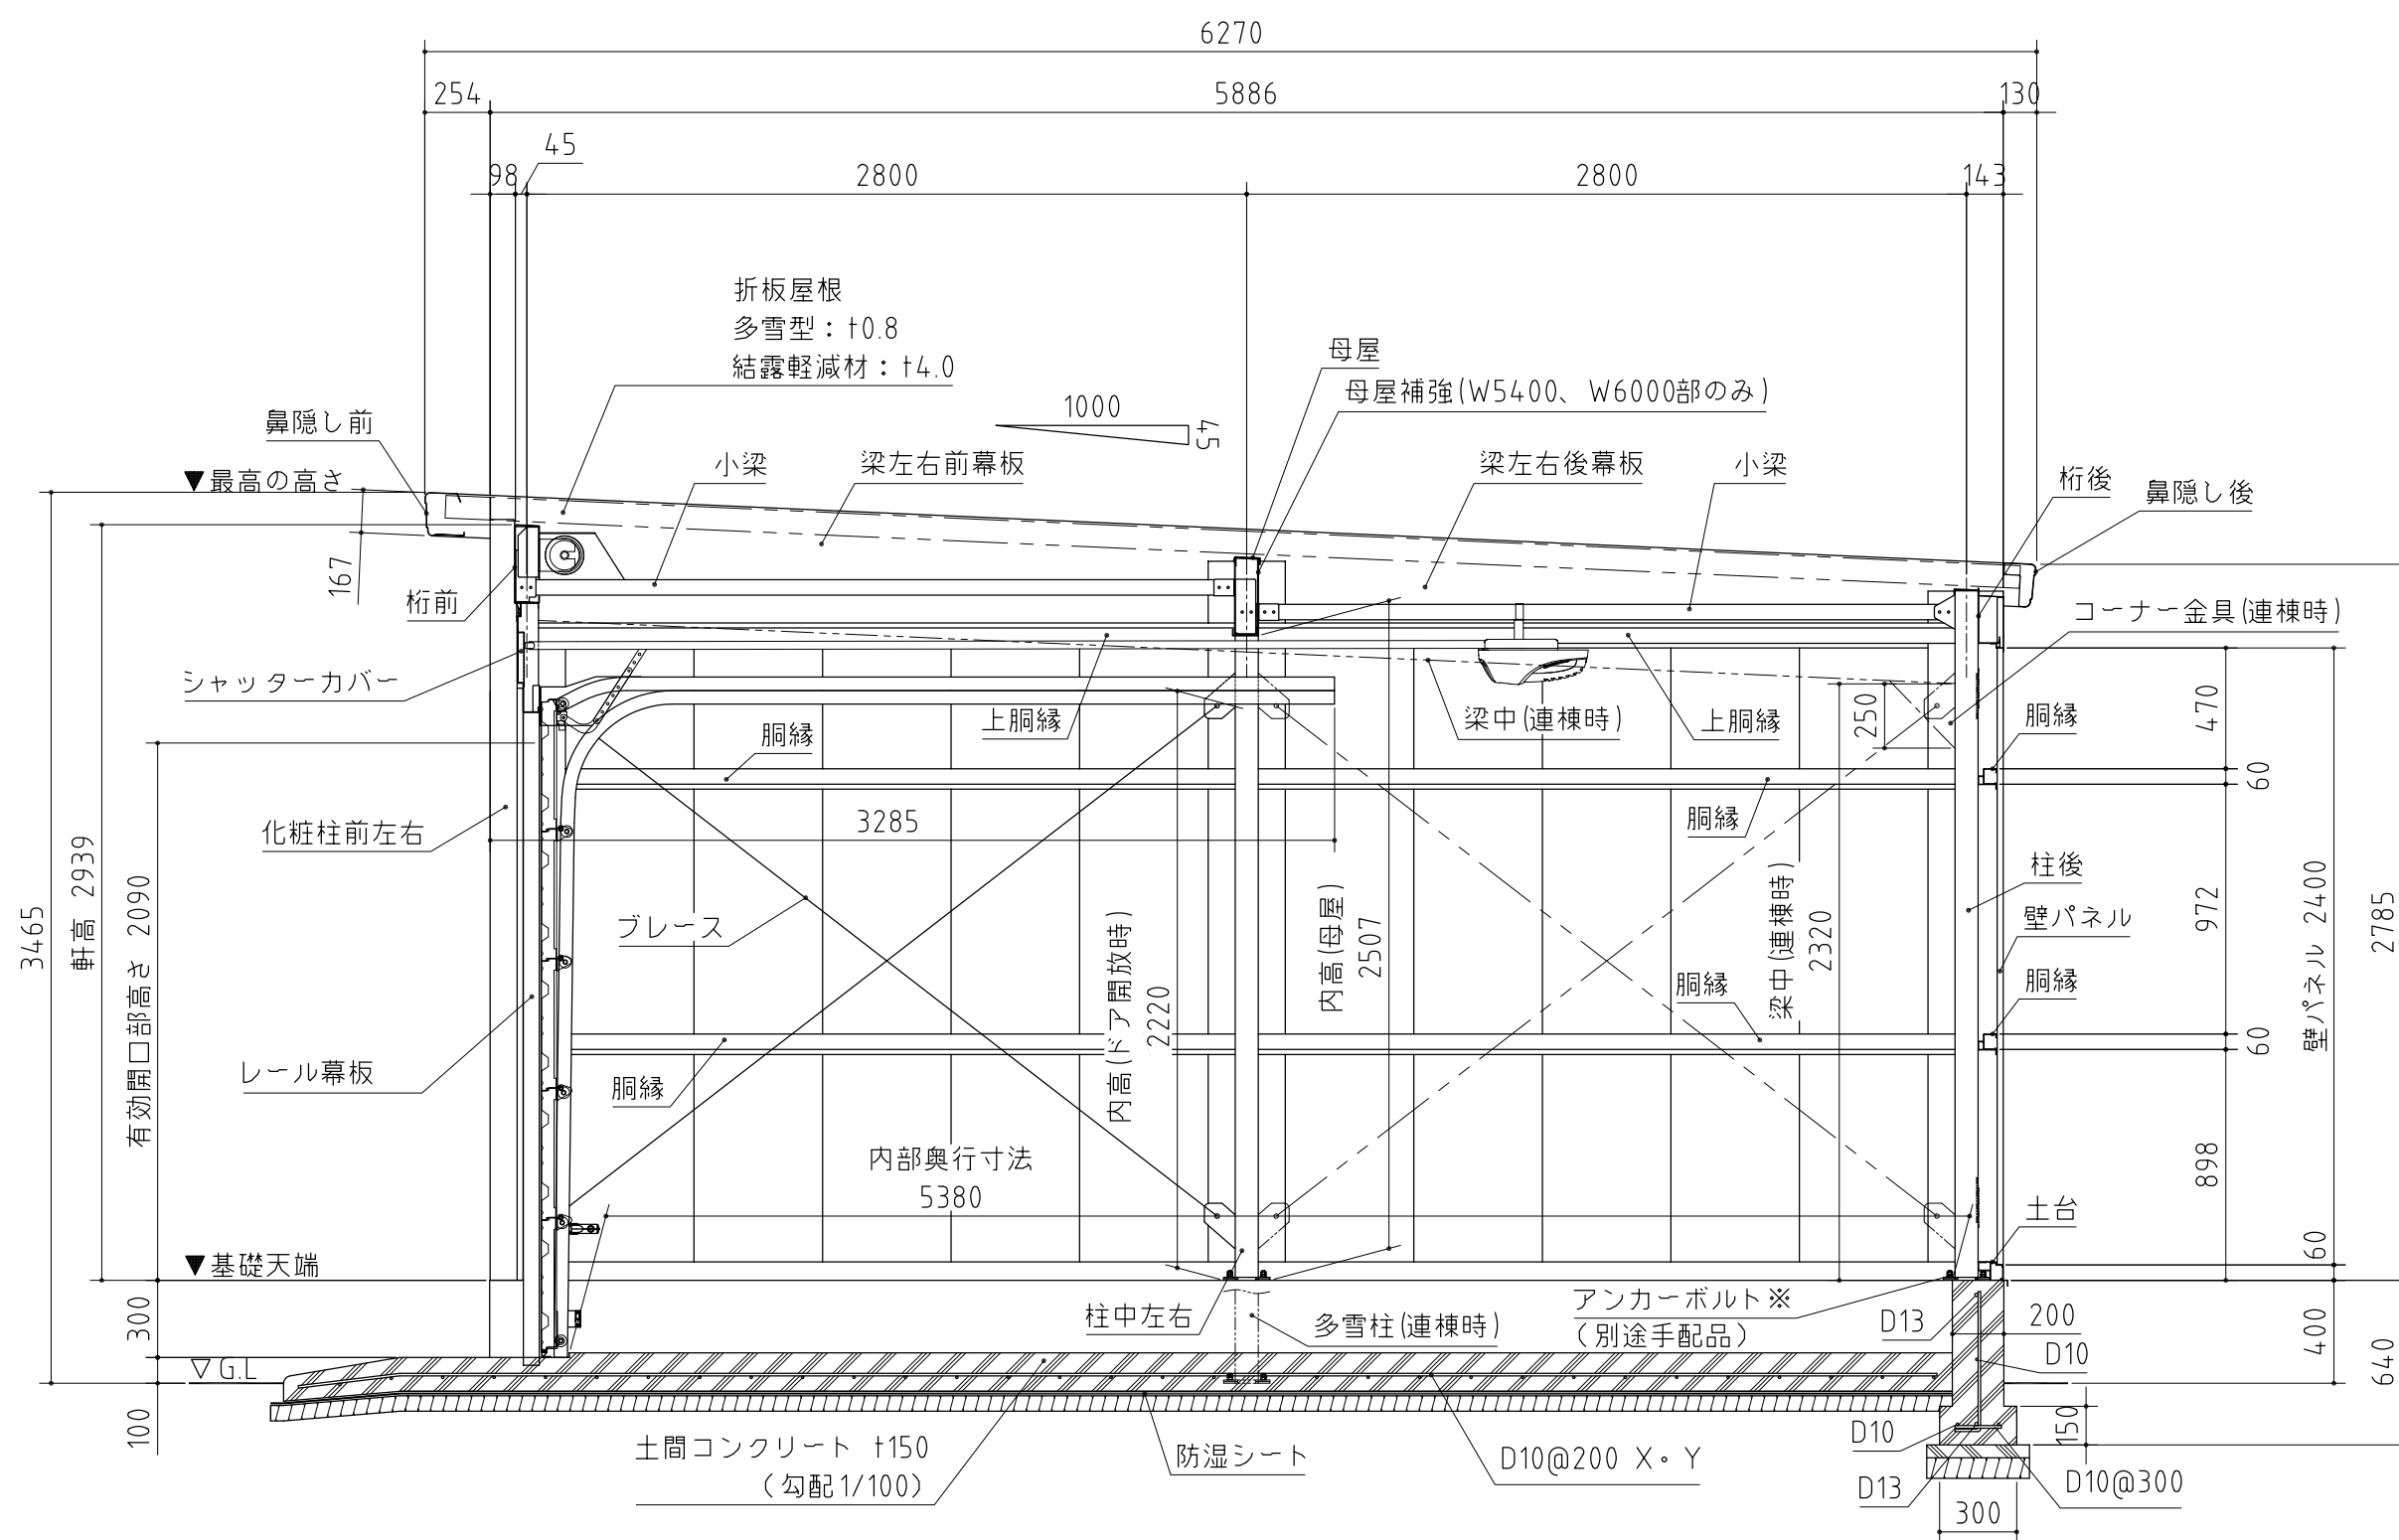 6270
254
5886
130
45
98
2800
2800
143
折板屋根
多雪型：t0.8
結露軽減材：t4.0
母屋
母屋補強(W5400、W6000部のみ)
1000
45
鼻隠し前
▼最高の高さ
小梁
梁左右前幕板
梁左右後幕板
小梁
桁後
鼻隠し後
167
桁前
コーナー金具(連棟時)
シャッターカバー
上胴縁
梁中(連棟時)
上胴縁
250
470
胴縁
胴縁
60
3285
胴縁
化粧柱前左右
柱後
ブレース
壁パネル
972
3465
軒高 2939
有効開口部高さ 2090
内高(ドア開放時)
2220
内高(母屋)
2507
梁中(連棟時)
2320
壁パネル 2400
2785
胴縁
胴縁
60
レール幕板
胴縁
内部奥行寸法
5380
898
土台
60
▼基礎天端
300
柱中左右
多雪柱(連棟時)
アンカーボルト※
（別途手配品）
D13
200
D10
400
640
▽G.L
100
土間コンクリート t150
（勾配1/100）
防湿シート
D10@200 X・Y
D10
150
D13
D10@300
300